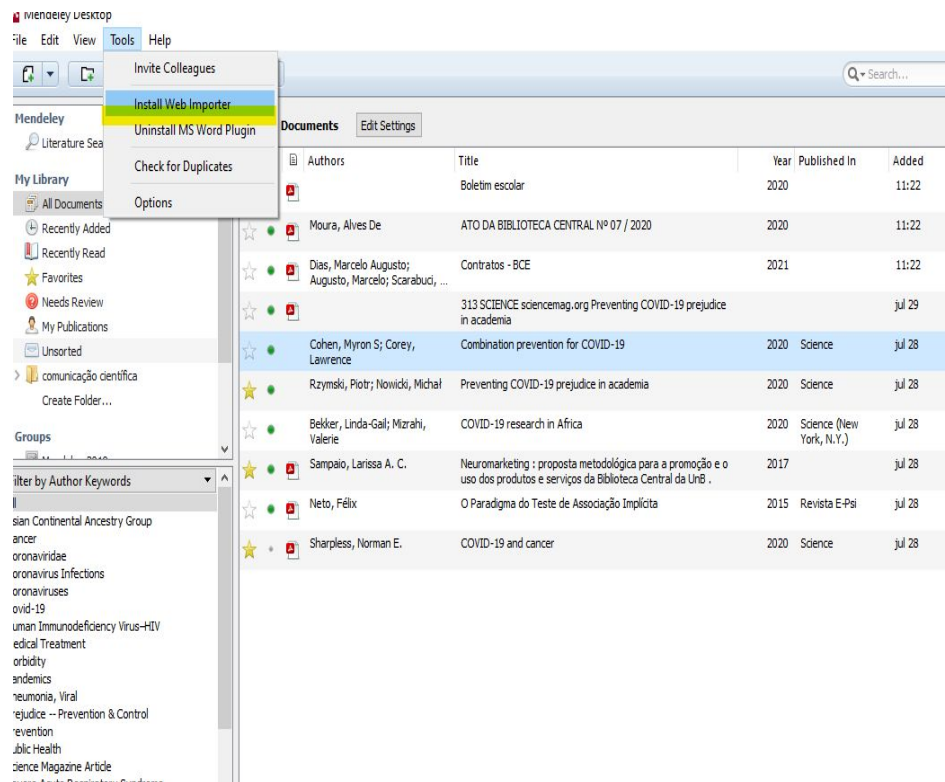 Mendeley Desktop
File Edit View Tools Help
Invite Colleagues
Install Web Importer
Uninstall MS Word Plugin
Check for Duplicates
Options
Search...
Mendeley
Literature Sea
My Library
All Documents
Recently Added
Recently Read
Favorites
Needs Review
My Publications
Unsorted
comunicação científica
Create Folder...
Groups
Filter by Author Keywords
sian Continental Ancestry Group
ancer
oronaviridae
oronavirus Infections
oronaviruses
ovid-19
uman Immunodeficiency Virus–HIV
edical Treatment
orbidity
andemics
neumonia, Viral
rejudice -- Prevention & Control
revention
ublic Health
cience Magazine Article
Documents Edit Settings
Authors Title Year Published In Added
Boletim escolar 2020 11:22
Moura, Alves De ATO DA BIBLIOTECA CENTRAL Nº 07 / 2020 2020 11:22
Dias, Marcelo Augusto; Contratos - BCE 2021 11:22
Augusto, Marcelo; Scarabuci, ...
313 SCIENCE sciencemag.org Preventing COVID-19 prejudice jul 29
in academia
Cohen, Myron S; Corey, Combination prevention for COVID-19 2020 Science jul 28
Lawrence
Rzymski, Piotr; Nowicki, Michał Preventing COVID-19 prejudice in academia 2020 Science jul 28
Bekker, Linda-Gail; Mizrahi, COVID-19 research in Africa 2020 Science (New jul 28
Valerie York, N.Y.)
Sampaio, Larissa A. C. Neuromarketing : proposta metodológica para a promoção e o 2017 jul 28
uso dos produtos e serviços da Biblioteca Central da UnB .
Neto, Félix O Paradigma do Teste de Associação Implícita 2015 Revista E-Psi jul 28
Sharpless, Norman E. COVID-19 and cancer 2020 Science jul 28